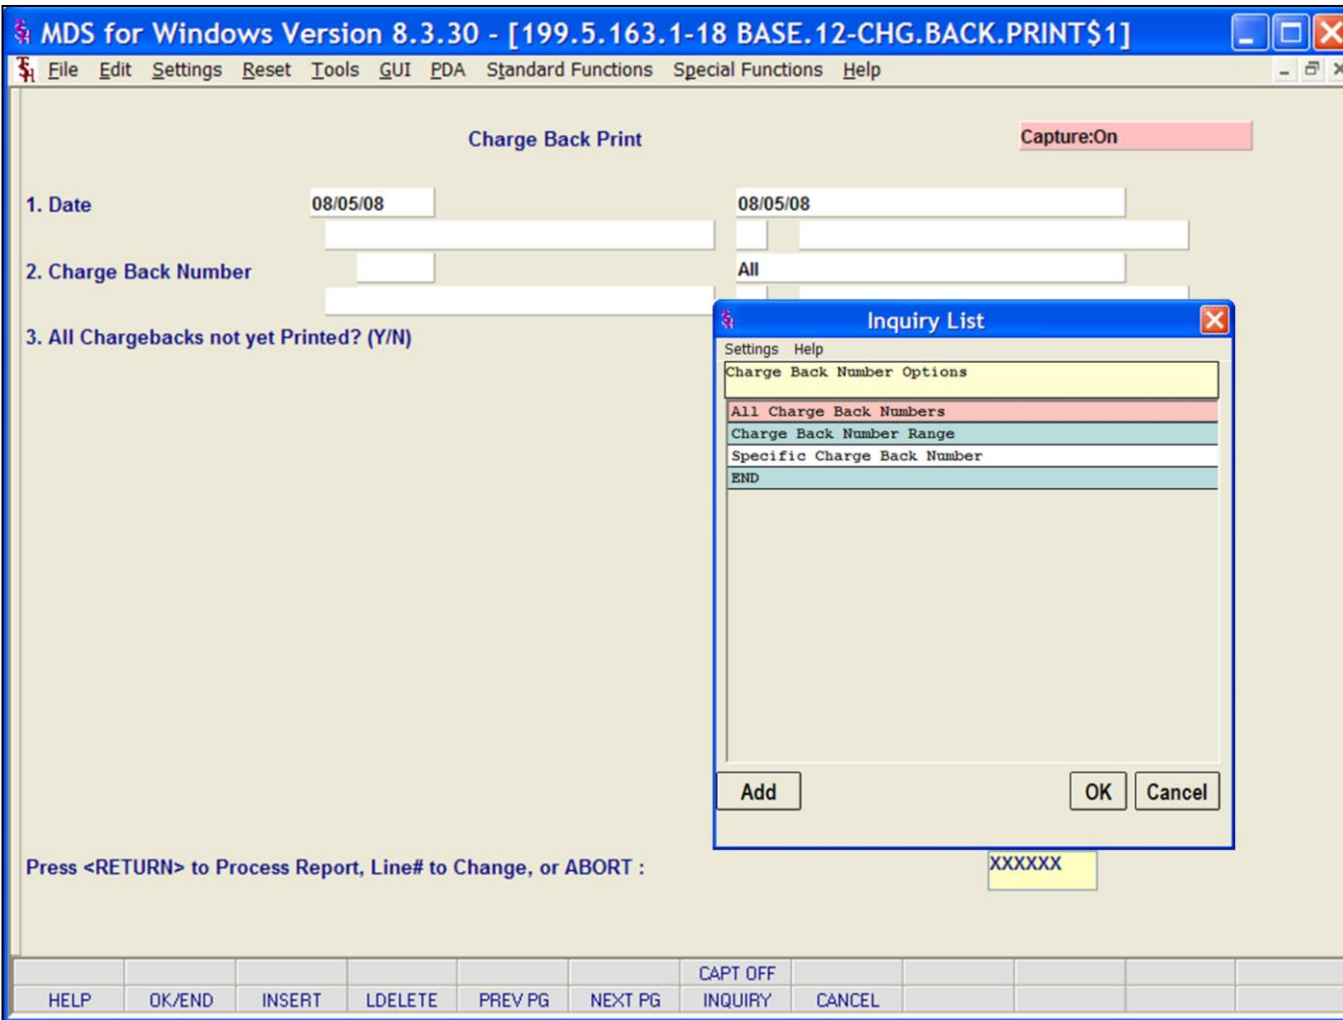 MDS for Windows Version 8.3.30 - [199.5.163.1-18 BASE.12-CHG.BACK.PRINT$1]
File Edit Settings Reset Tools GUI PDA Standard Functions Special Functions Help
Charge Back Print
Capture:On
1. Date 08/05/08 08/05/08
2. Charge Back Number All
3. All Chargebacks not yet Printed? (Y/N)
Inquiry List
Settings Help
Charge Back Number Options
All Charge Back Numbers
Charge Back Number Range
Specific Charge Back Number
END
Add OK Cancel
Press <RETURN> to Process Report, Line# to Change, or ABORT : XXXXXX
CAPT OFF
HELP OK/END INSERT LDELETE PREV PG NEXT PG INQUIRY CANCEL